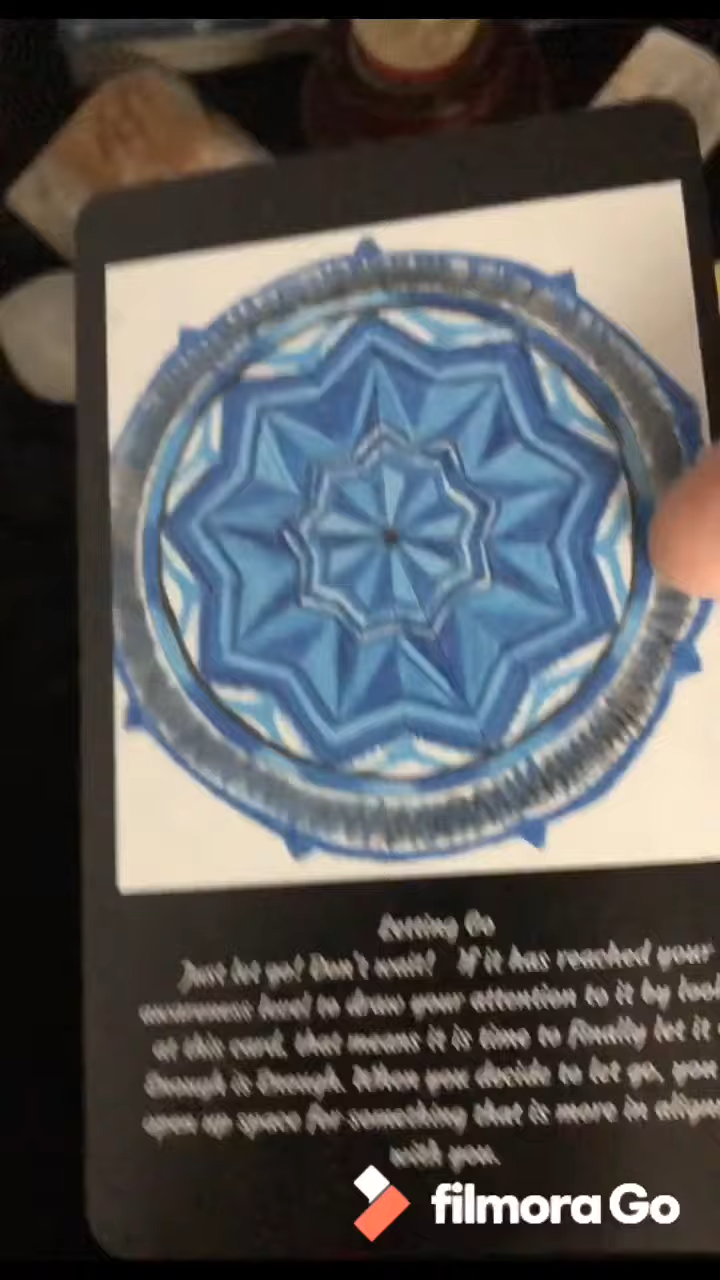 Letting Go
Just let go! Don't wait! If it has reached your
awareness level to draw your attention to it by
at this card, that means it is time to finally let it
Enough is Enough. When you decide to let go, you
open up space for something that is more in
with you.
filmoraGo